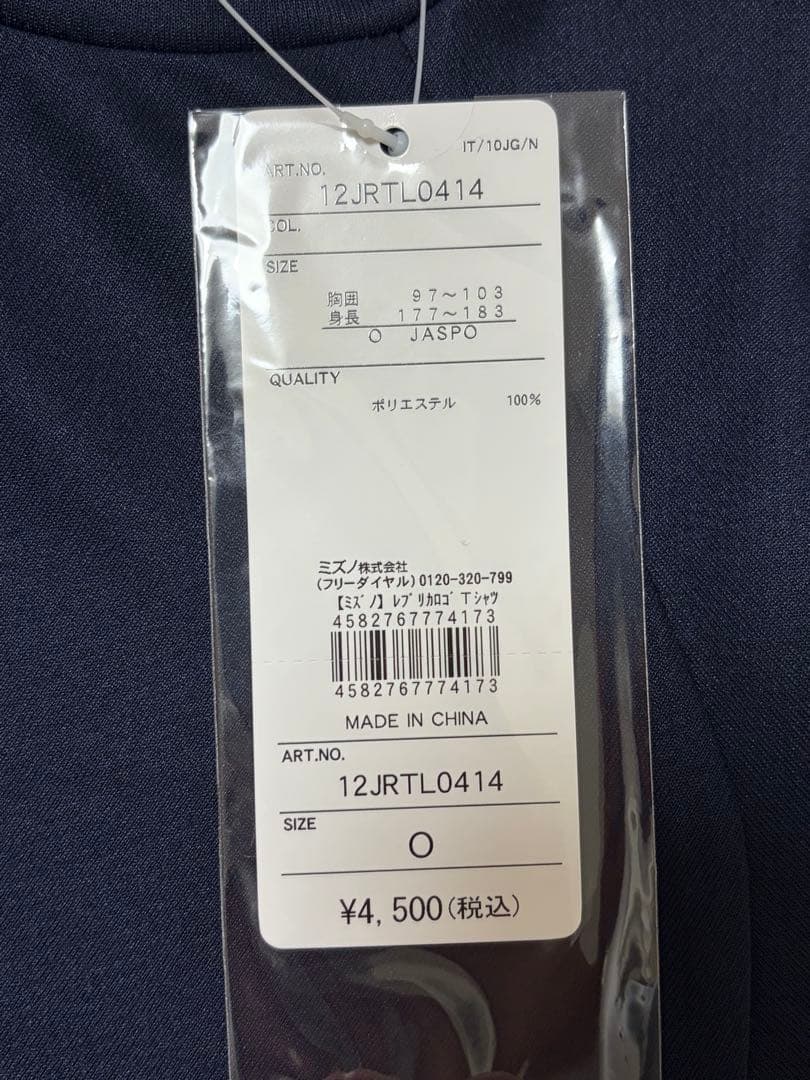 IT/10JG/N
ART.NO.
12JRTL0414
COL.
SIZE
胸囲 97~103
身長 177~183
O JASPO
QUALITY
ポリエステル 100%
ミズノ株式会社
(フリーダイヤル)0120-320-799
【ﾐｽﾞﾉ】ﾚﾌﾟﾘｶﾛｺﾞTｼｬﾂ
4582767774173
4582767774173
MADE IN CHINA
ART.NO.
12JRTL0414
SIZE
O
¥4,500(税込)